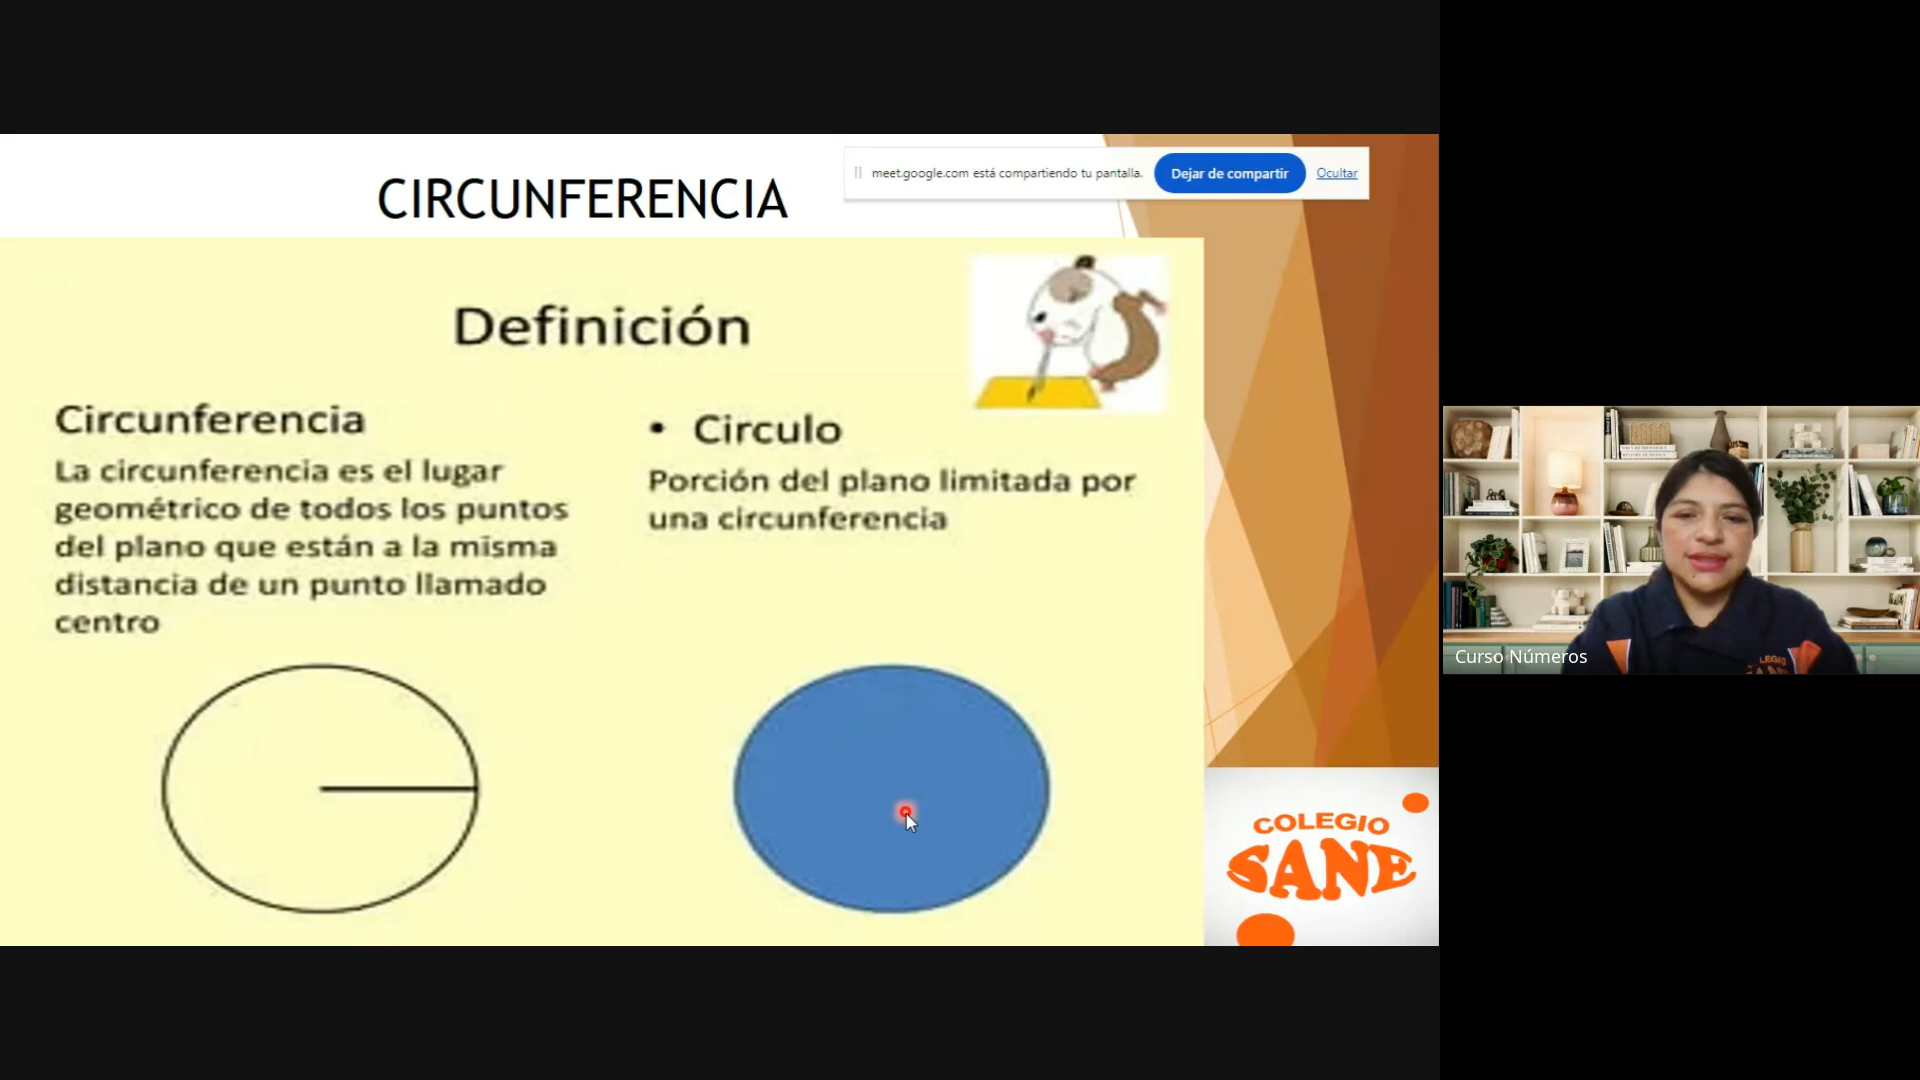 CIRCUNFERENCIA
meet.google.com está compartiendo tu pantalla.
Dejar de compartir
Ocultar
Definición
Circunferencia
La circunferencia es el lugar
geométrico de todos los puntos
del plano que están a la misma
distancia de un punto llamado
centro
• Circulo
Porción del plano limitada por
una circunferencia
COLEGIO
SANE
Curso Números